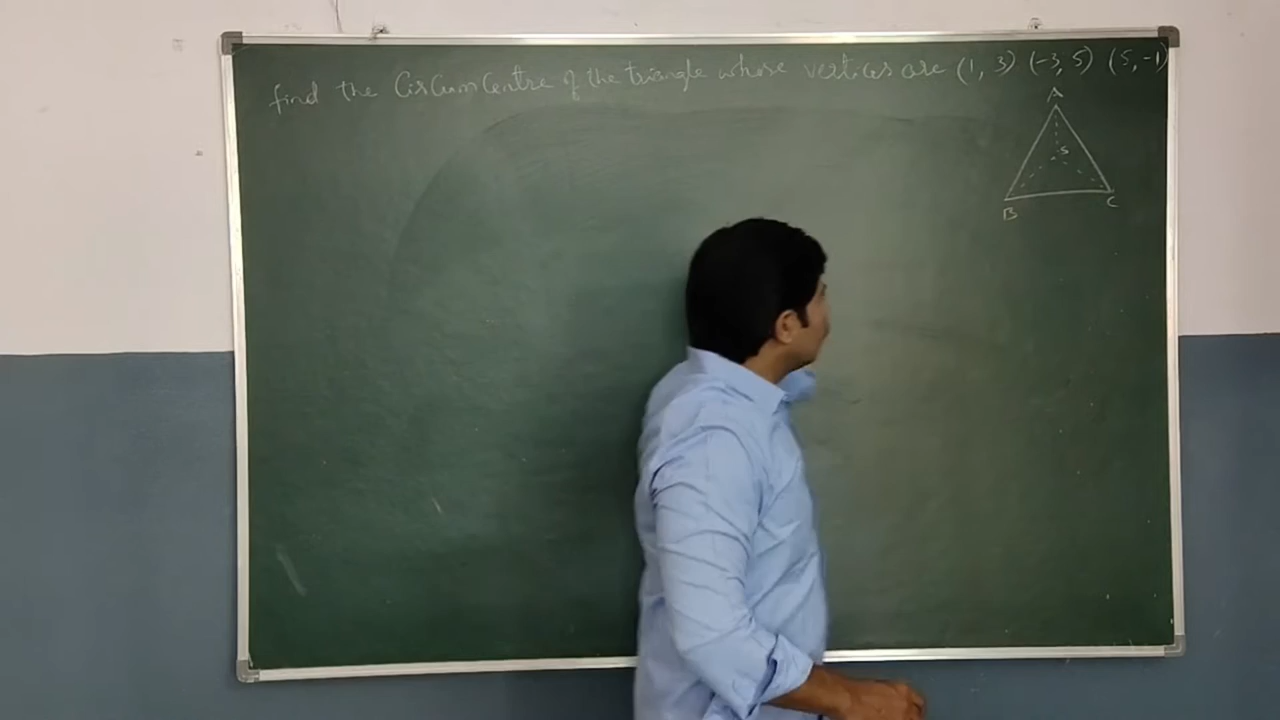 find the Circum Centre of the triangle whose vertices are (1, 3) (-3, 5) (5, -1)
A
S
B C